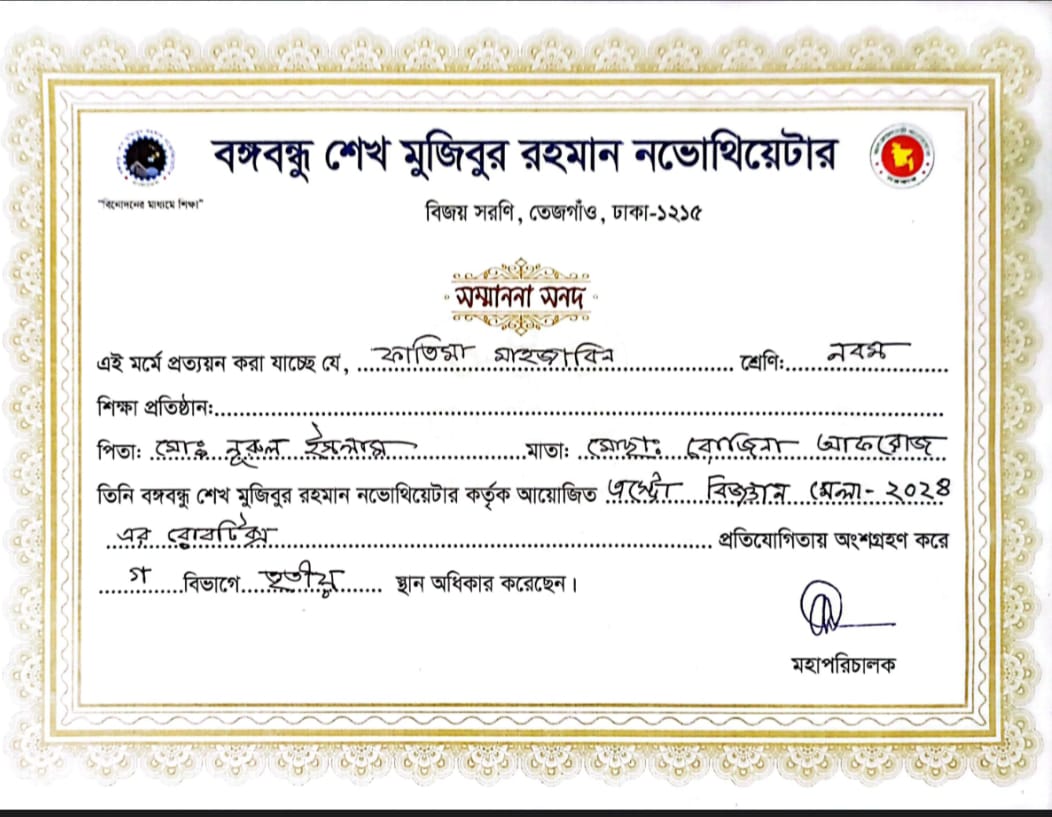 বঙ্গবন্ধু শেখ মুজিবুর রহমান নভোথিয়েটার
"বিনোদনের মাধ্যমে শিক্ষা"
বিজয় সরণি, তেজগাঁও, ঢাকা-১২১৫
সম্মাননা সনদ
এই মর্মে প্রত্যয়ন করা যাচ্ছে যে, ফাতিমা মাহজাবিন শ্রেণি: নবম
শিক্ষা প্রতিষ্ঠান:
পিতা: মোঃ নূরুল ইসলাম মাতা: মোছাঃ রোজিনা আফরোজ
তিনি বঙ্গবন্ধু শেখ মুজিবুর রহমান নভোথিয়েটার কর্তৃক আয়োজিত এস্ট্রো বিজ্ঞান মেলা- ২০২৪
এর রোবটিক্স প্রতিযোগিতায় অংশগ্রহণ করে
গ বিভাগে তৃতীয় স্থান অধিকার করেছেন।
মহাপরিচালক